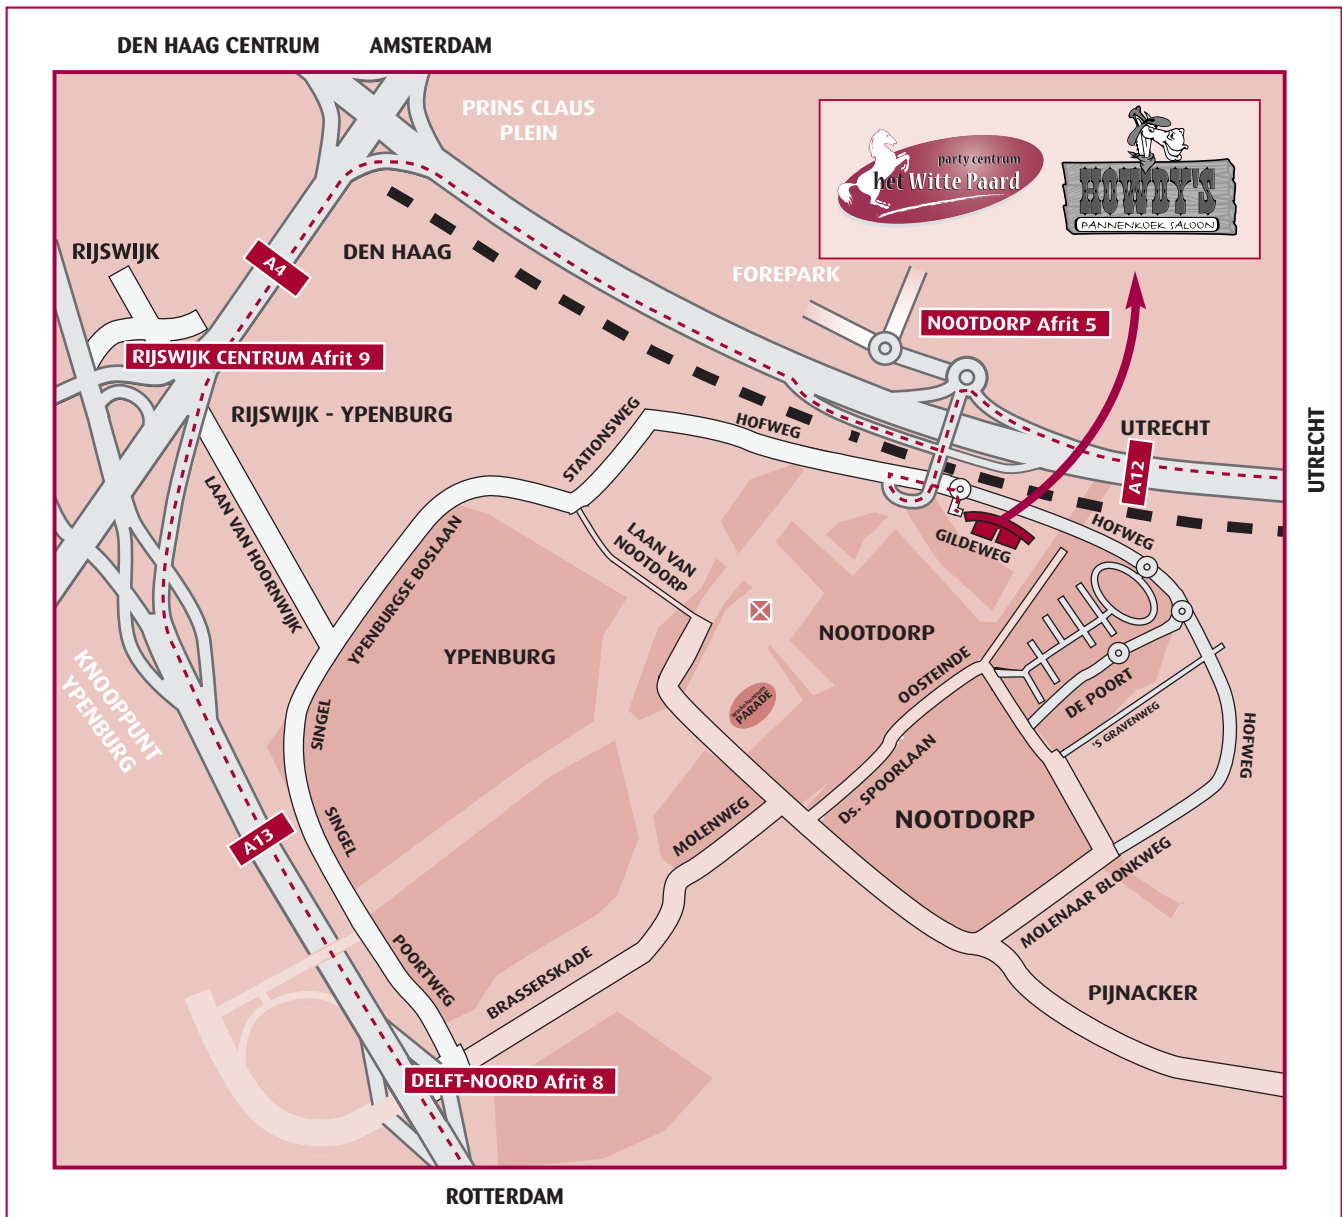 DEN HAAG CENTRUM
AMSTERDAM
PRINS CLAUS
PLEIN
party centrum
het Witte Paard
HOWDY'S
PANNENKOEK SALOON
RIJSWIJK
A4
DEN HAAG
FOREPARK
NOOTDORP Afrit 5
RIJSWIJK CENTRUM Afrit 9
RIJSWIJK - YPENBURG
STATIONSWEG
HOFWEG
UTRECHT
A12
UTRECHT
LAAN VAN HOORNWIJK
YPENBURGSE BOSLAAN
LAAN VAN
NOOTDORP
GILDEWEG
HOFWEG
KNOOPPUNT
YPENBURG
YPENBURG
NOOTDORP
OOSTEINDE
DE POORT
'S GRAVENWEG
HOFWEG
SINGEL
winkelcentrum
PARADE
SINGEL
A13
MOLENWEG
Ds. SPOORLAAN
NOOTDORP
MOLENAAR BLONKWEG
POORTWEG
BRASSERSKADE
PIJNACKER
DELFT-NOORD Afrit 8
ROTTERDAM